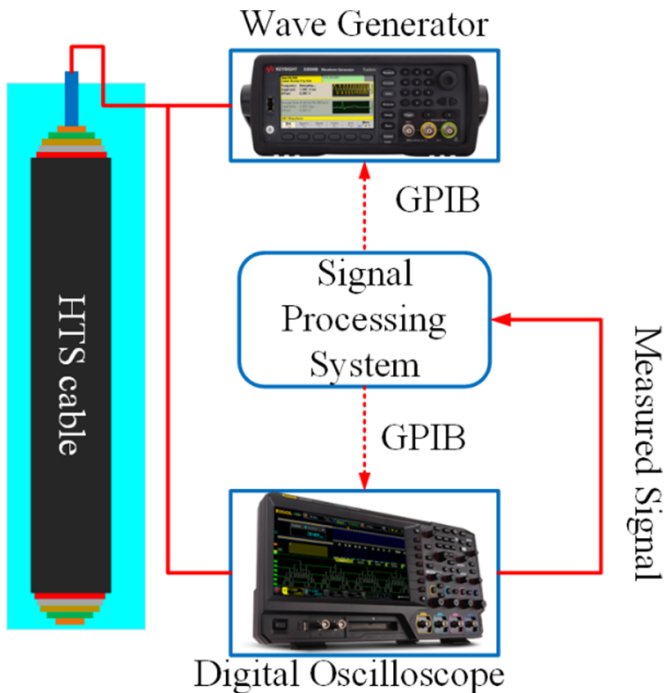 Wave Generator
GPIB
Signal
Processing
System
GPIB
HTS cable
Measured Signal
Digital Oscilloscope